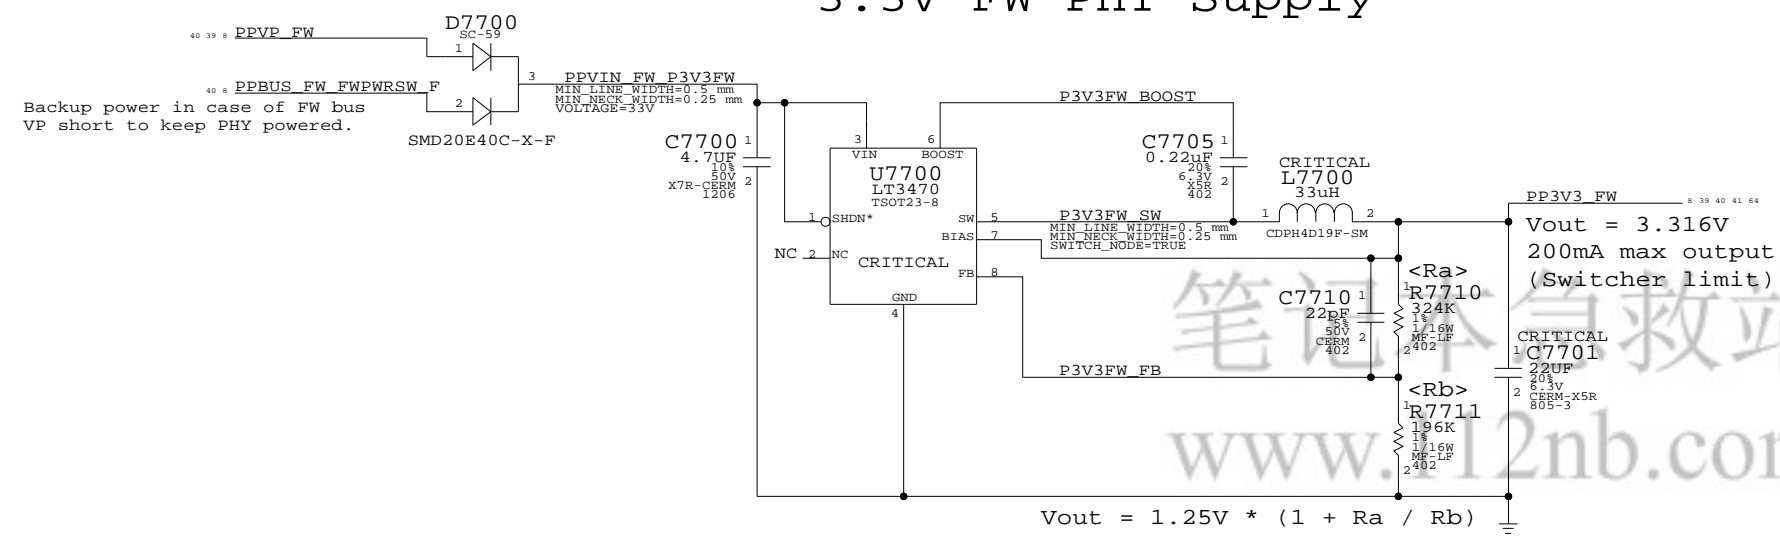 3.3V FW PHY Supply
D7700
SC-59
40 39 8 PPVP_FW
1
40 8 PPBUS_FW_FWPWRSW_F
2
3
PPVIN_FW_P3V3FW
MIN_LINE_WIDTH=0.5 mm
MIN_NECK_WIDTH=0.25 mm
VOLTAGE=33V
Backup power in case of FW bus
VP short to keep PHY powered.
SMD20E40C-X-F
C7700
4.7UF
10%
50V
X7R-CERM
1206
1
2
3
6
VIN
BOOST
U7700
LT3470
TSOT23-8
1
SHDN*
NC 2 NC
CRITICAL
SW 5
BIAS 7
FB 8
GND
4
P3V3FW_BOOST
C7705
0.22uF
20%
6.3V
X5R
402
1
2
P3V3FW_SW
MIN_LINE_WIDTH=0.5 mm
MIN_NECK_WIDTH=0.25 mm
SWITCH_NODE=TRUE
CRITICAL
L7700
33uH
1
2
CDPH4D19F-SM
PP3V3_FW
8 39 40 41 64
Vout = 3.316V
200mA max output
(Switcher limit)
C7710
22pF
5%
50V
CERM
402
1
2
<Ra>
R7710
324K
1%
1/16W
MF-LF
402
1
2
P3V3FW_FB
<Rb>
R7711
196K
1%
1/16W
MF-LF
402
1
2
CRITICAL
C7701
22UF
20%
6.3V
CERM-X5R
805-3
1
2
Vout = 1.25V * (1 + Ra / Rb)
笔记本急救站
www.112nb.com